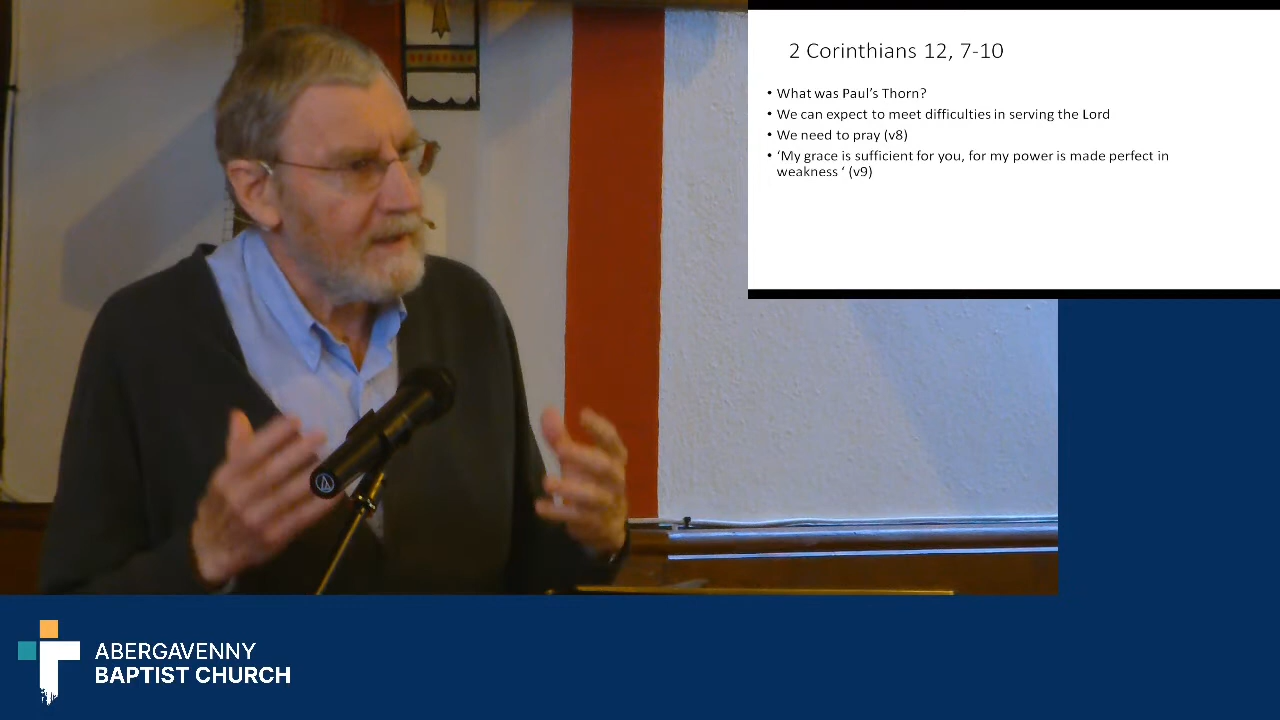 2 Corinthians 12, 7-10
• What was Paul's Thorn?
• We can expect to meet difficulties in serving the Lord
• We need to pray (v8)
• ‘My grace is sufficient for you, for my power is made perfect in
weakness ‘ (v9)
ABERGAVENNY
BAPTIST CHURCH